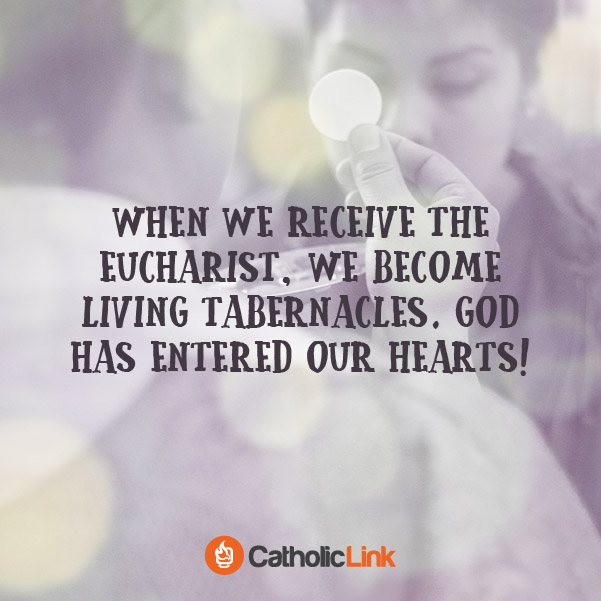 WHEN WE RECEIVE THE
EUCHARIST, WE BECOME
LIVING TABERNACLES. GOD
HAS ENTERED OUR HEARTS!
CatholicLink